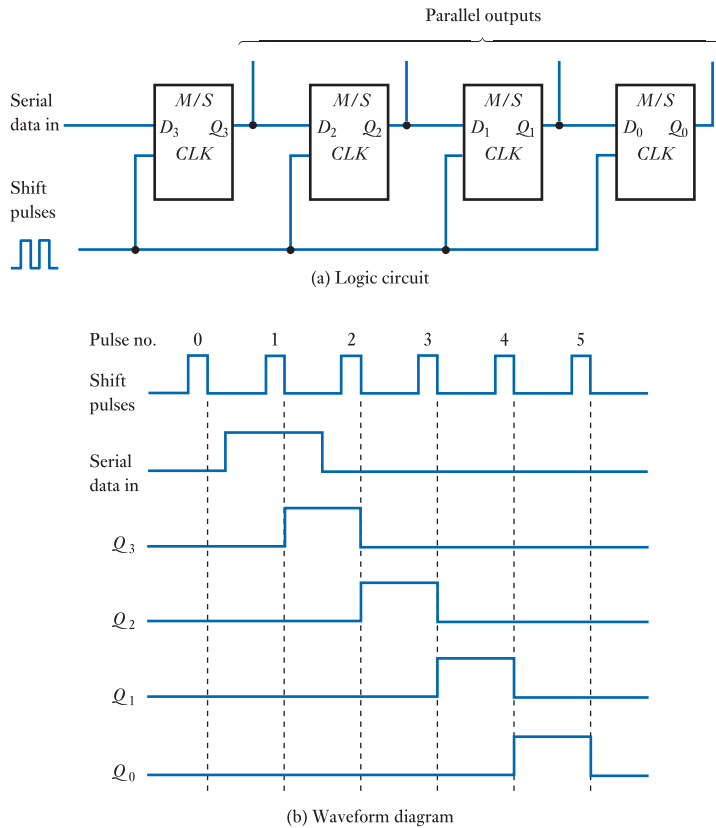 Parallel outputs
Serial data in
M/S M/S M/S M/S
D3 Q3 D2 Q2 D1 Q1 D0 Q0
CLK CLK CLK CLK
Shift pulses
(a) Logic circuit
Pulse no. 0 1 2 3 4 5
Shift pulses
Serial data in
Q3
Q2
Q1
Q0
(b) Waveform diagram